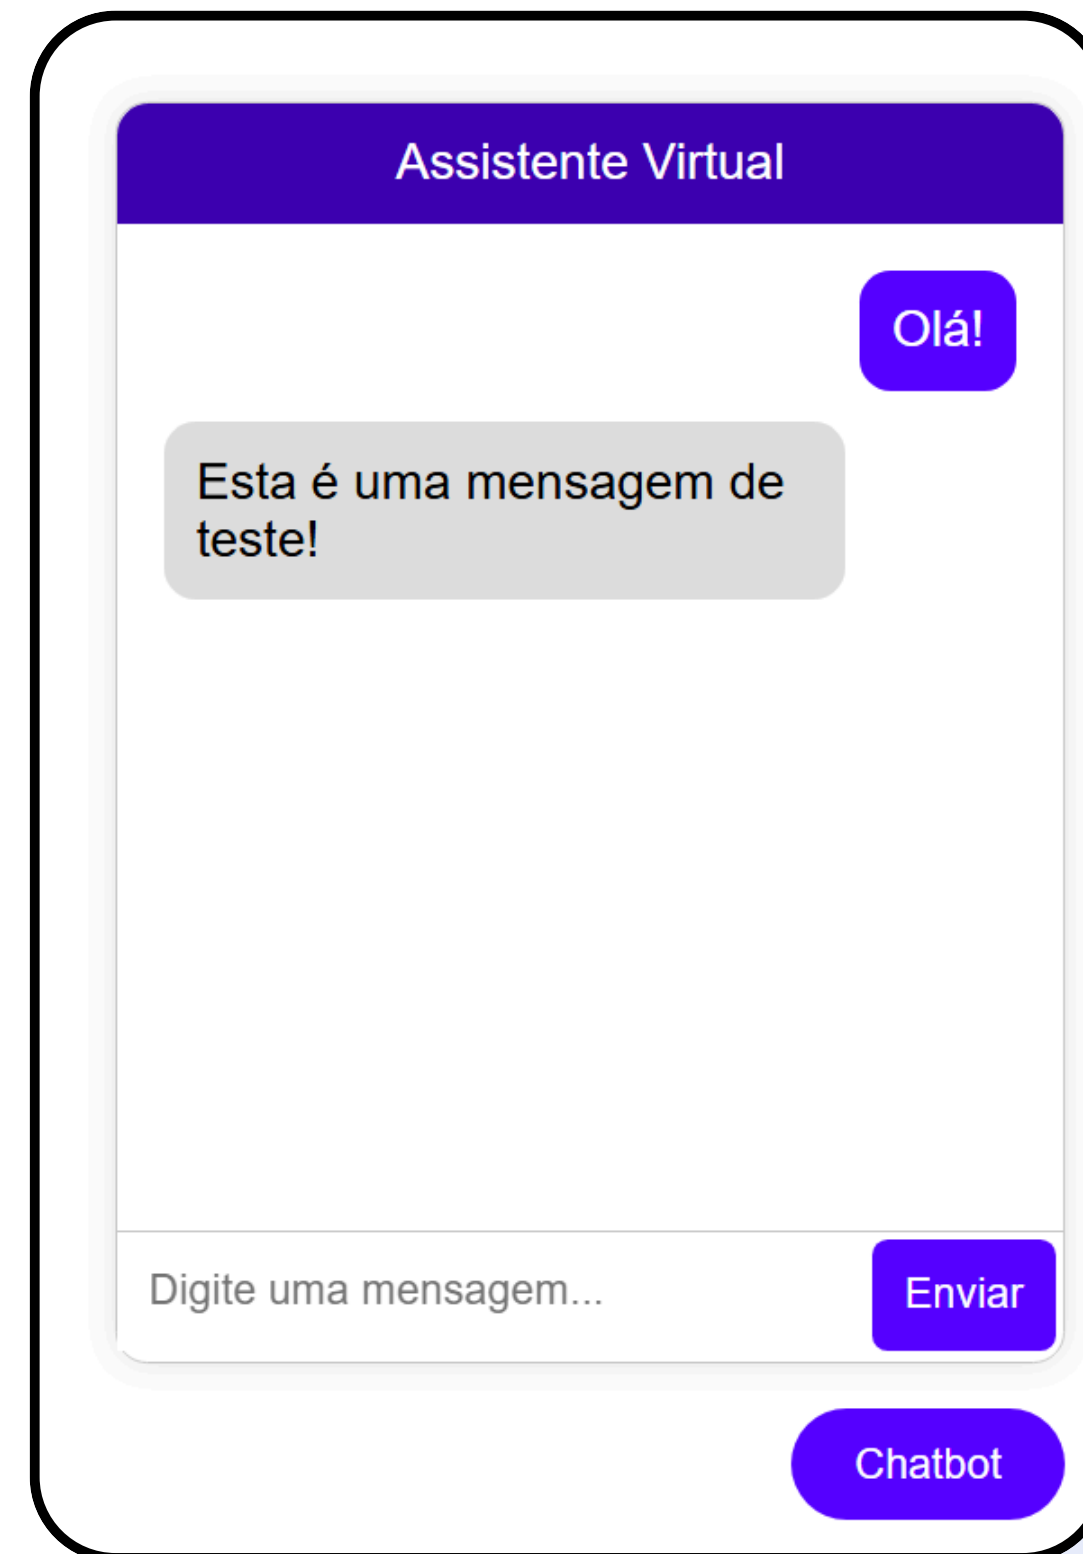 Assistente Virtual
Olá!
Esta é uma mensagem de
teste!
Digite uma mensagem...
Enviar
Chatbot